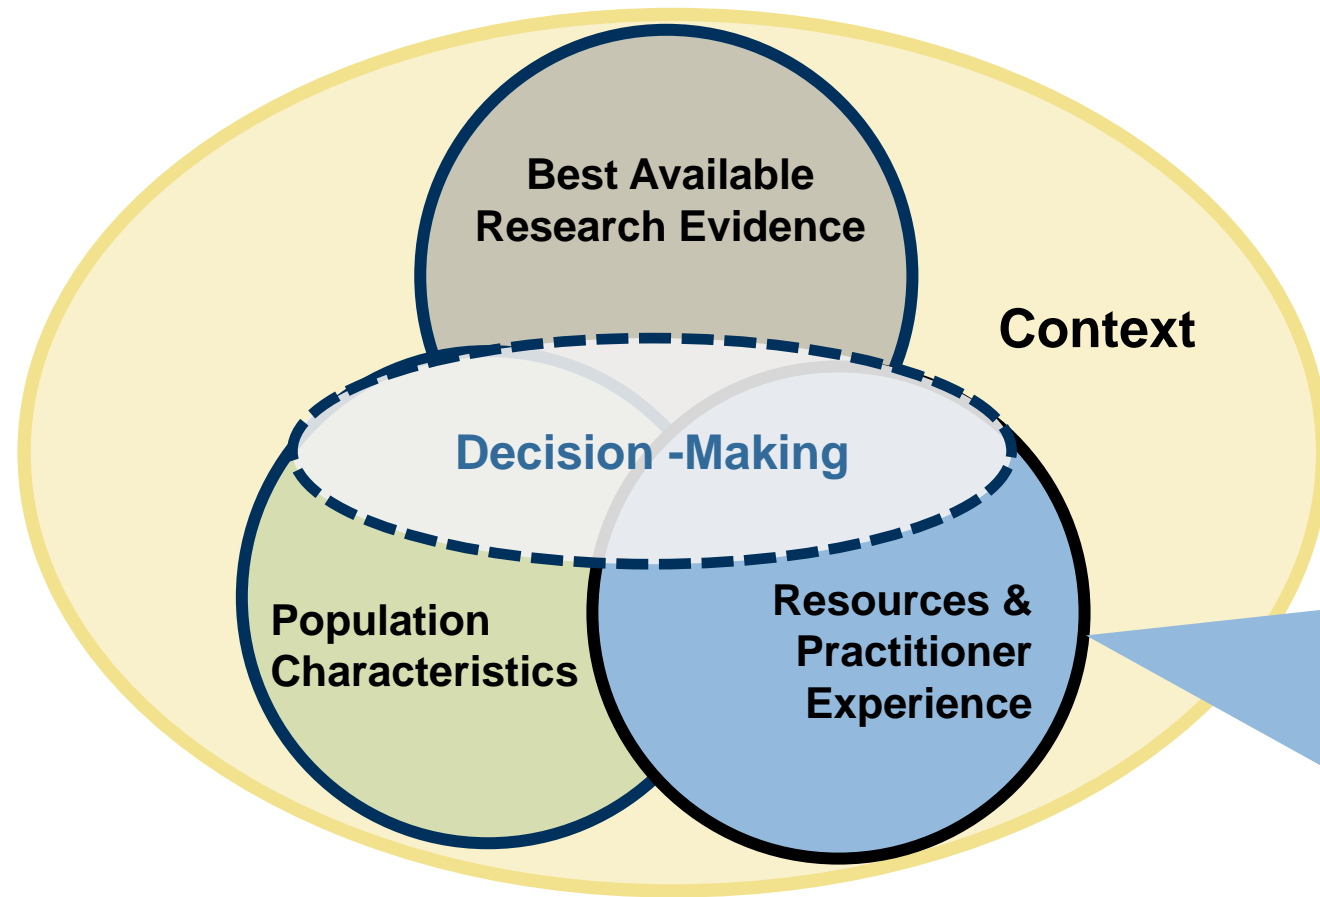 Best Available
Research Evidence
Context
Decision -Making
Population
Characteristics
Resources &
Practitioner
Experience